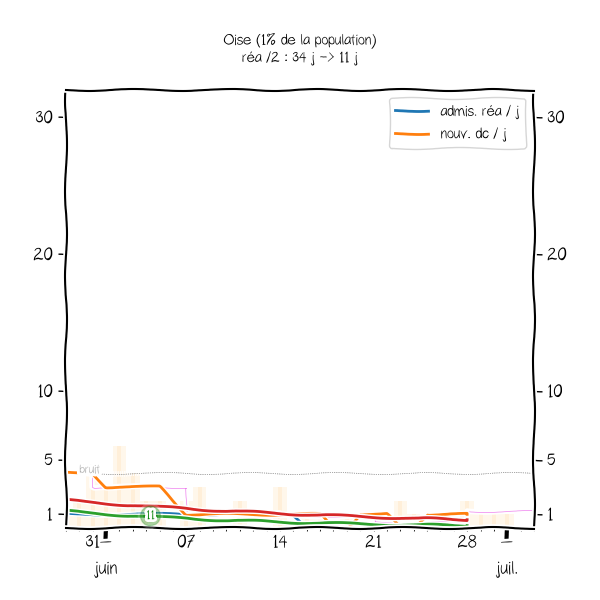 Oise (1% de la population)
réa /2 : 34 j -> 11 j
admis. réa / j
nouv. dc / j
30 30
20 20
10 10
5 5
bruit
11
1 1
31 07 14 21 28
juin juil.